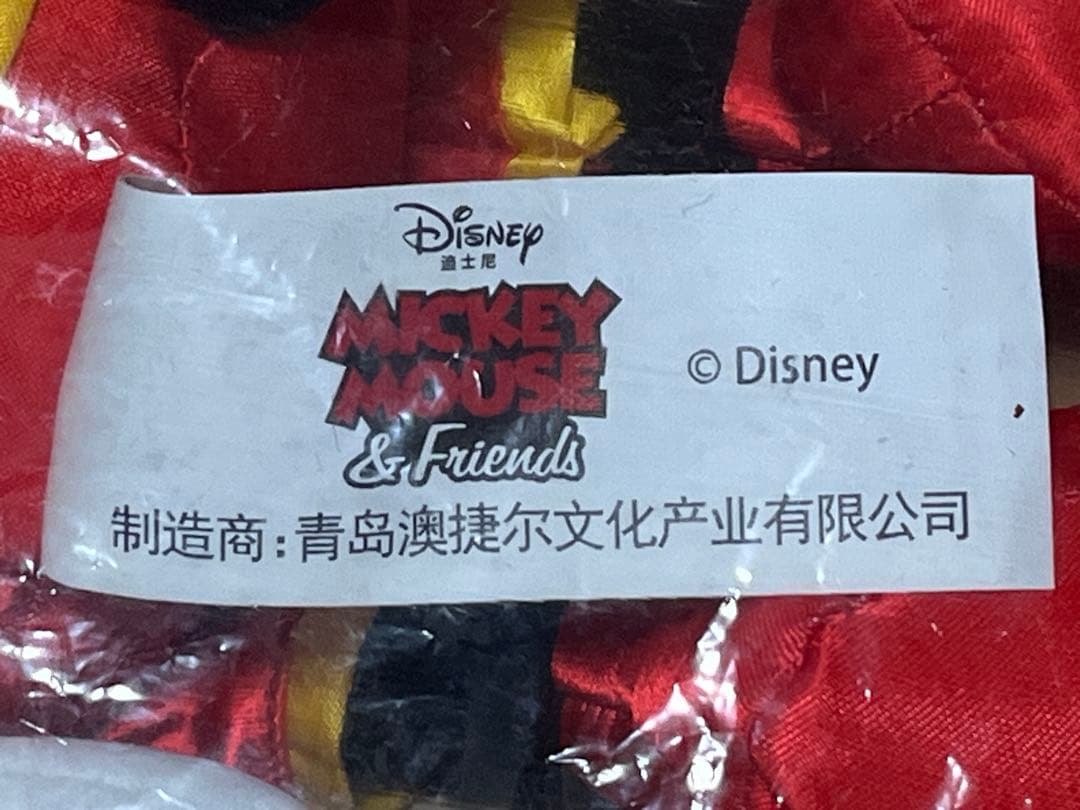 Disney
迪士尼
MICKEY
MOUSE
& Friends
© Disney
制造商:青岛澳捷尔文化产业有限公司